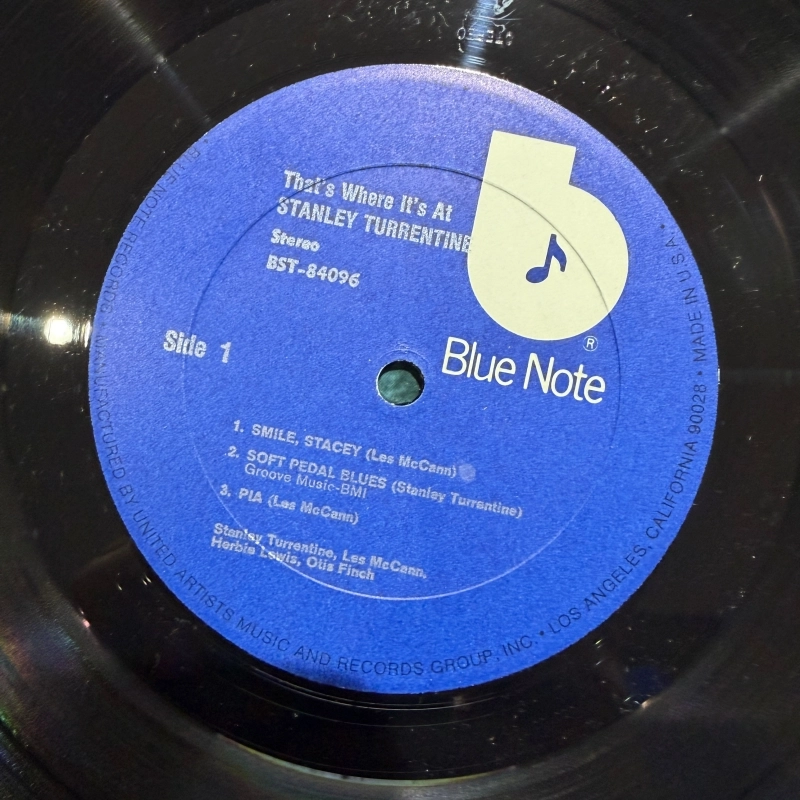 That's Where It's At
STANLEY TURRENTINE
Stereo
BST-84096
Side 1
Blue Note
®
1. SMILE, STACEY (Les McCann)
2. SOFT PEDAL BLUES (Stanley Turrentine)
Groove Music-BMI
3. PIA (Les McCann)
Stanley Turrentine, Les McCann,
Herbie Lewis, Otis Finch
BLUE NOTE RECORDS • MANUFACTURED BY UNITED ARTISTS MUSIC AND RECORDS GROUP, INC. • LOS ANGELES, CALIFORNIA 90028 • MADE IN U.S.A.